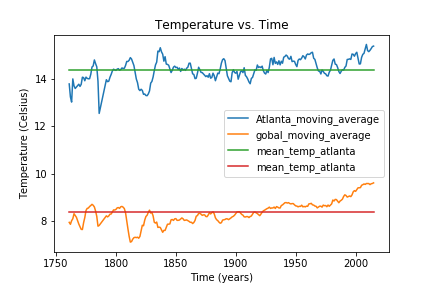 Temperature vs. Time
Temperature (Celsius)
14
12
10
8
Atlanta_moving_average
gobal_moving_average
mean_temp_atlanta
mean_temp_atlanta
1750
1800
1850
1900
1950
2000
Time (years)